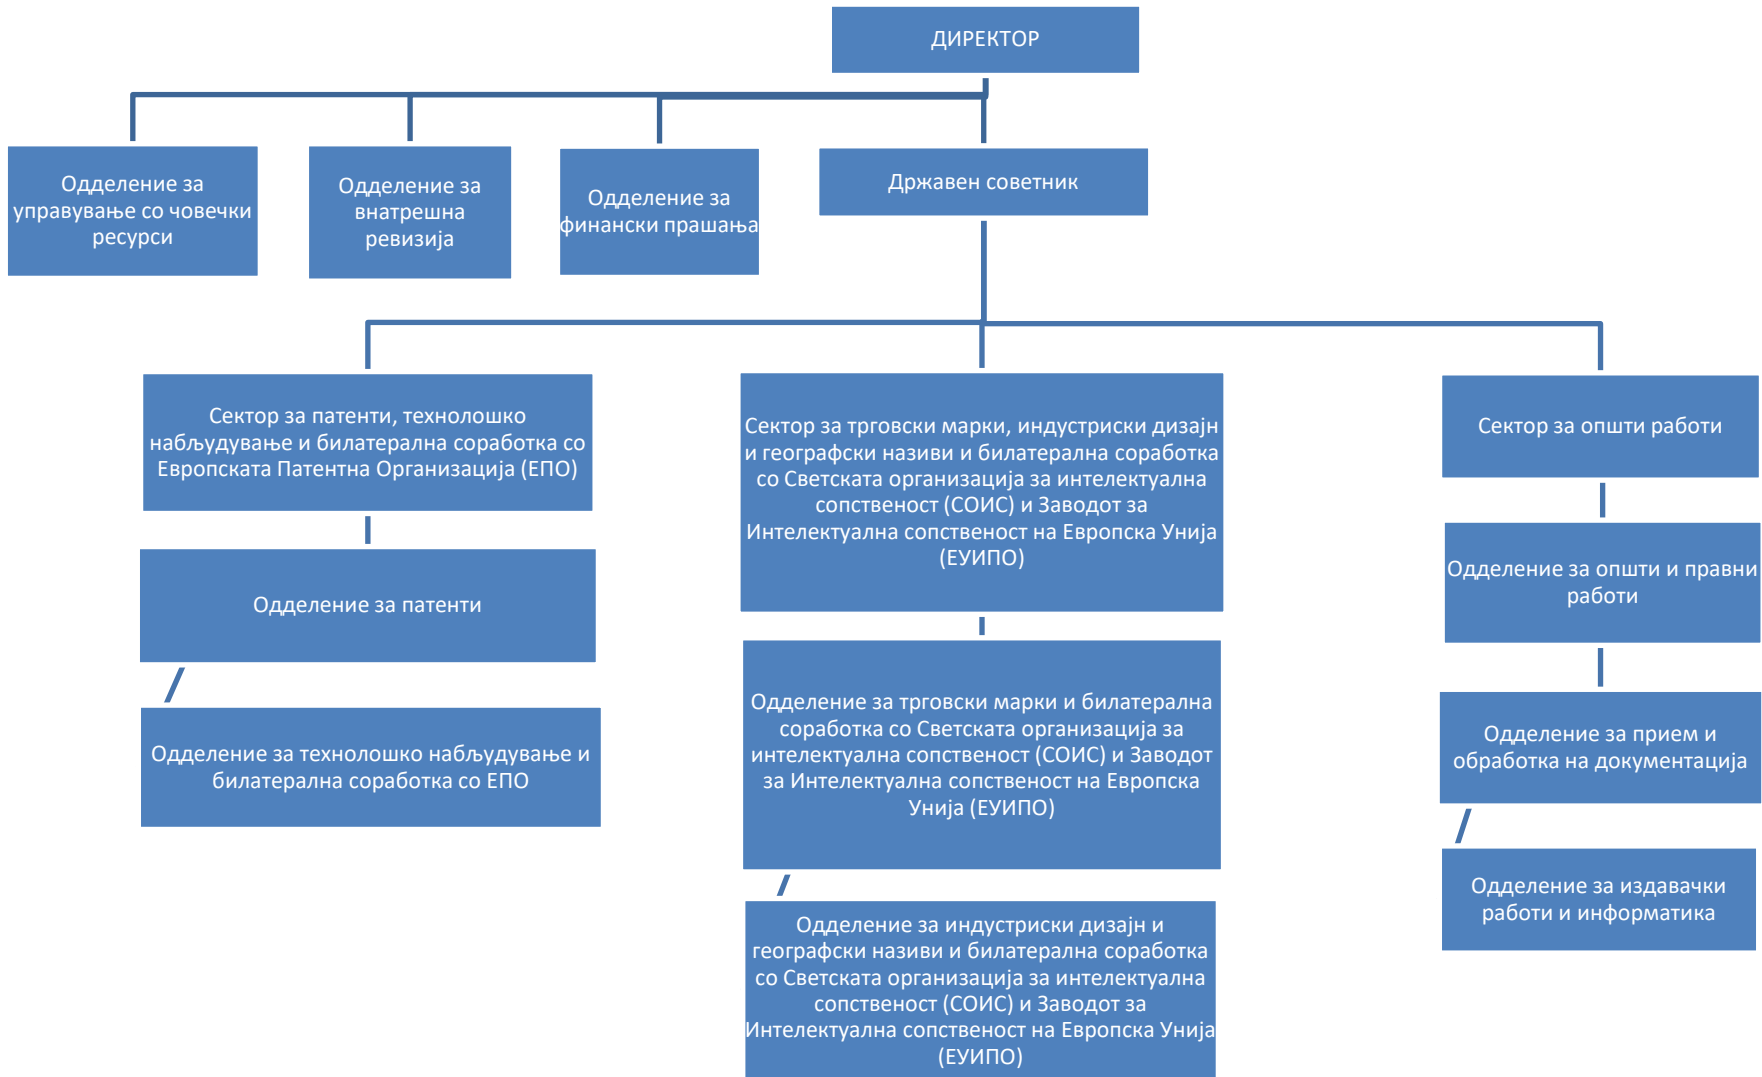 ДИРЕКТОР
Одделение за
управување со човечки
ресурси
Одделение за
внатрешна
ревизија
Одделение за
финански прашања
Државен советник
Сектор за патенти, технолошко
набљудување и билатерална соработка со
Европската Патентна Организација (ЕПО)
Сектор за трговски марки, индустриски дизајн
и географски називи и билатерална соработка
со Светската организација за интелектуална
сопственост (СОИС) и Заводот за
Интелектуална сопственост на Европска Унија
(ЕУИПО)
Сектор за општи работи
Одделение за патенти
Одделение за општи и правни
работи
Одделение за технолошко набљудување и
билатерална соработка со ЕПО
Одделение за трговски марки и билатерална
соработка со Светската организација за
интелектуална сопственост (СОИС) и Заводот
за Интелектуална сопственост на Европска
Унија (ЕУИПО)
Одделение за прием и
обработка на документација
Одделение за индустриски дизајн и
географски називи и билатерална соработка
со Светската организација за интелектуална
сопственост (СОИС) и Заводот за
Интелектуална сопственост на Европска Унија
(ЕУИПО)
Одделение за издавачки
работи и информатика